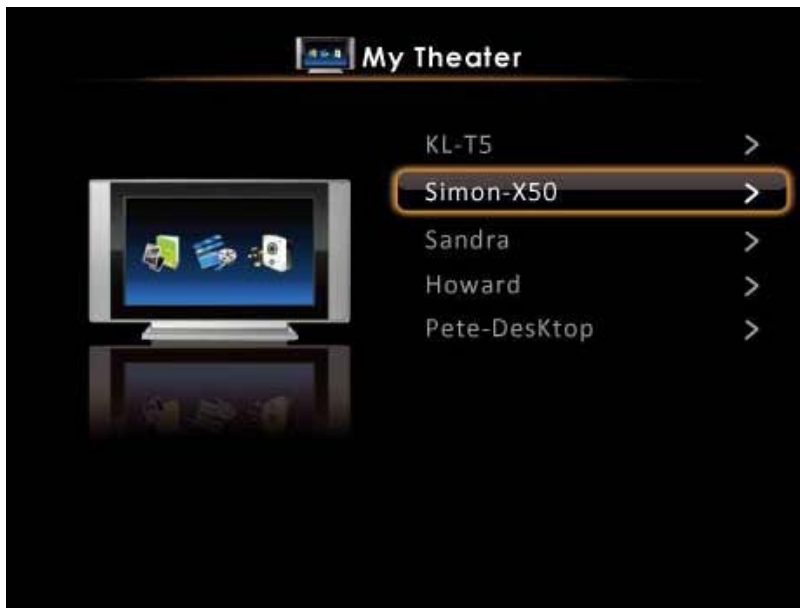 My Theater
KL-T5
Simon-X50
Sandra
Howard
Pete-DesKtop